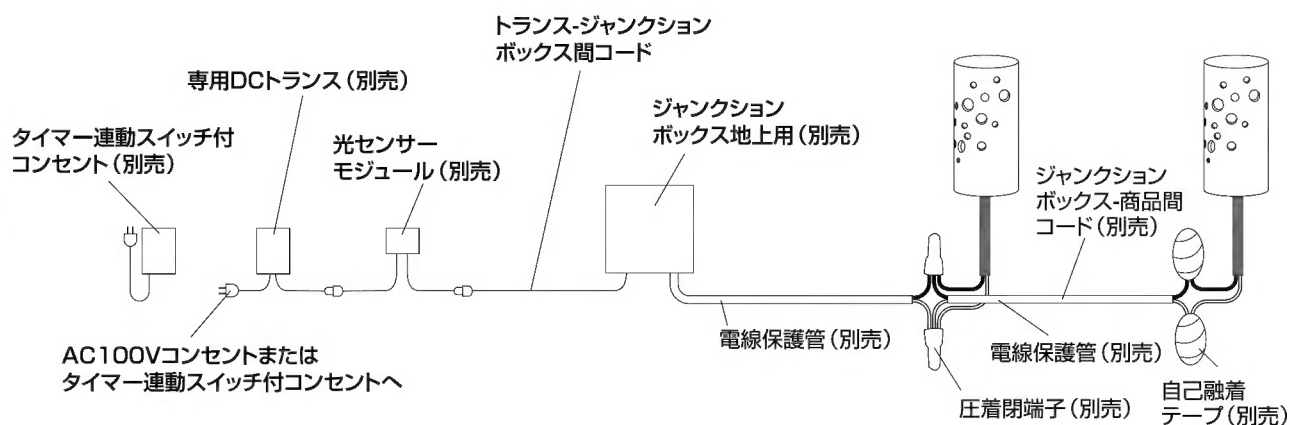 トランス-ジャンクション
ボックス間コード
専用DCトランス(別売)
ジャンクション
ボックス地上用(別売)
タイマー連動スイッチ付
コンセント(別売)
光センサー
モジュール(別売)
ジャンクション
ボックス-商品間
コード(別売)
電線保護管(別売)
電線保護管(別売)
AC100Vコンセントまたは
タイマー連動スイッチ付コンセントへ
圧着閉端子(別売)
自己融着
テープ(別売)